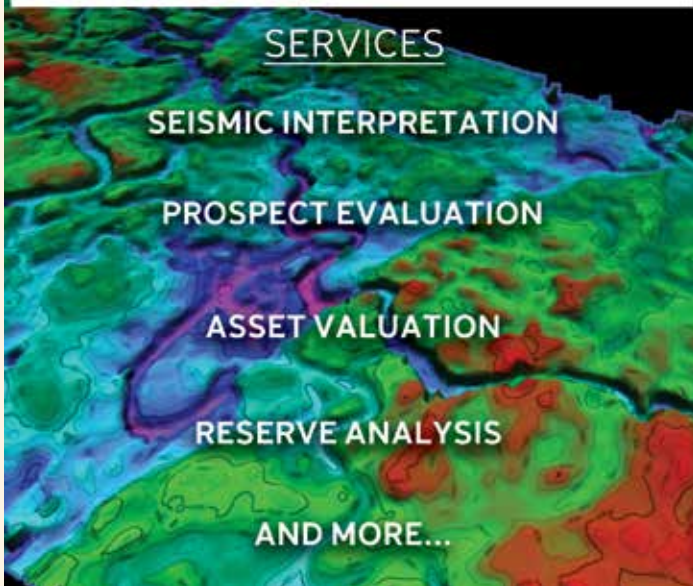 SERVICES
SEISMIC INTERPRETATION
PROSPECT EVALUATION
ASSET VALUATION
RESERVE ANALYSIS
AND MORE...